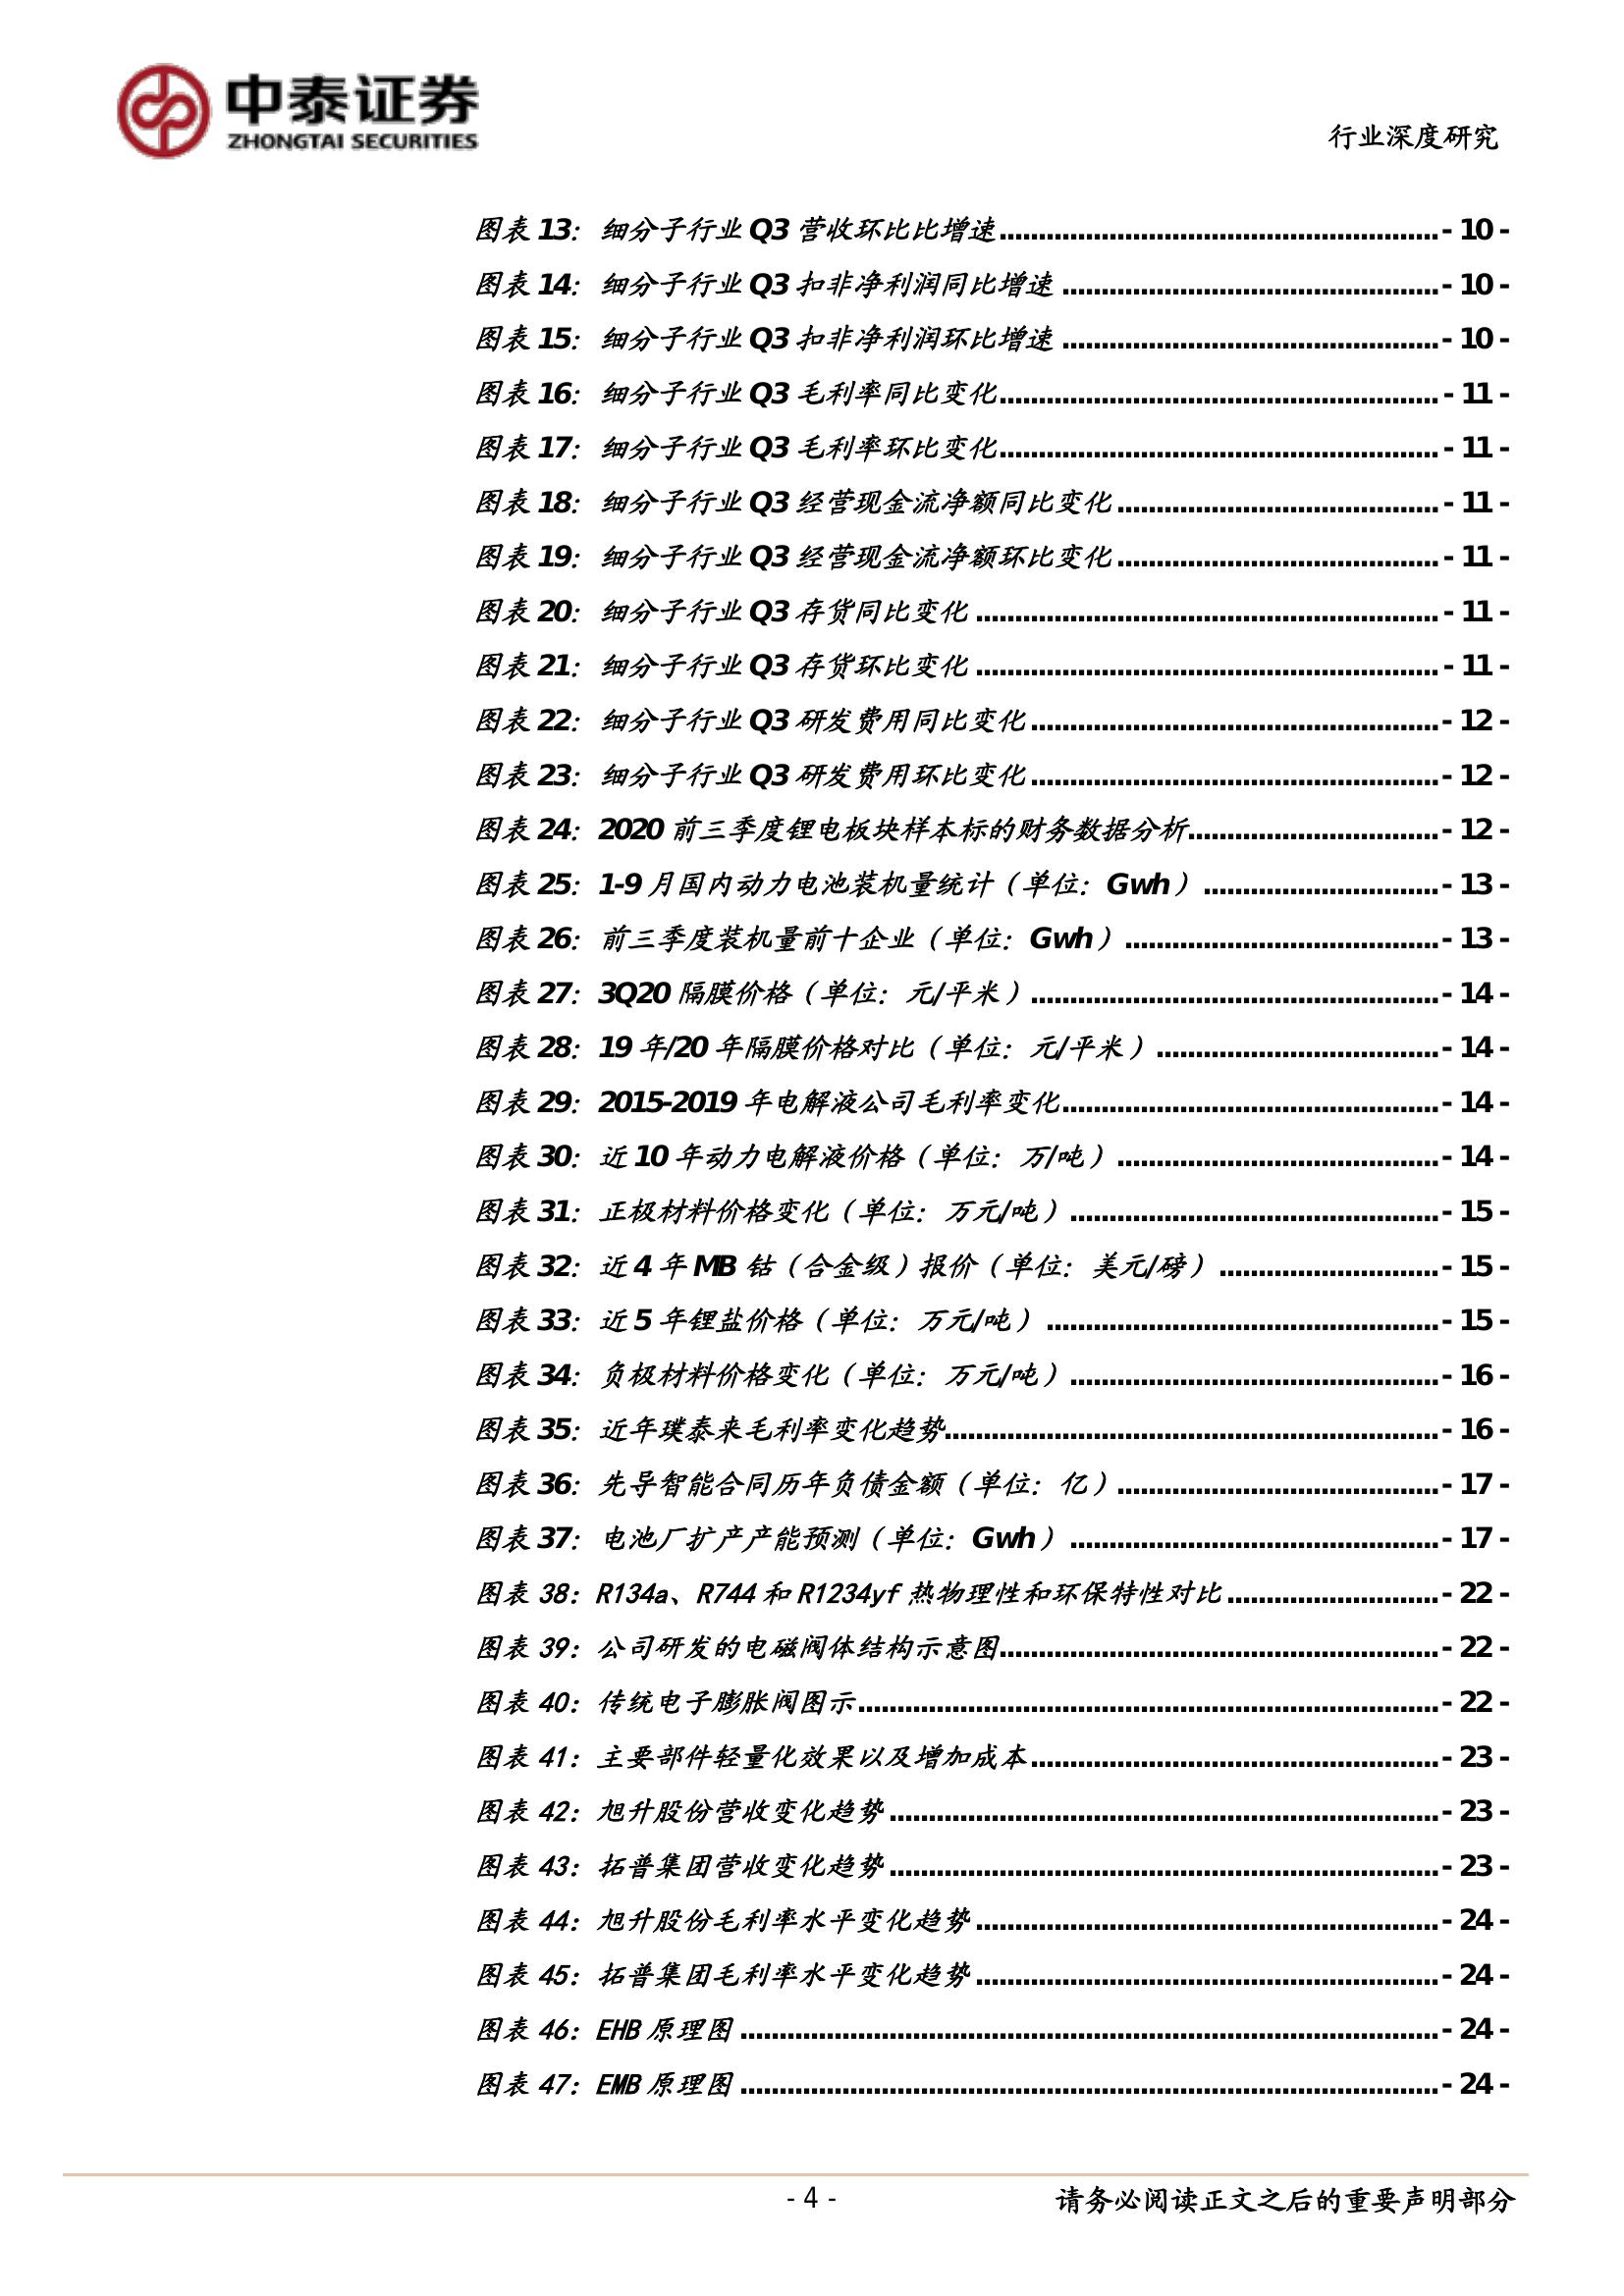 中泰证券
ZHONGTAI SECURITIES
行业深度研究
图表 13：细分子行业 Q3 营收环比比增速 - 10 -
图表 14：细分子行业 Q3 扣非净利润同比增速 - 10 -
图表 15：细分子行业 Q3 扣非净利润环比增速 - 10 -
图表 16：细分子行业 Q3 毛利率同比变化 - 11 -
图表 17：细分子行业 Q3 毛利率环比变化 - 11 -
图表 18：细分子行业 Q3 经营现金流净额同比变化 - 11 -
图表 19：细分子行业 Q3 经营现金流净额环比变化 - 11 -
图表 20：细分子行业 Q3 存货同比变化 - 11 -
图表 21：细分子行业 Q3 存货环比变化 - 11 -
图表 22：细分子行业 Q3 研发费用同比变化 - 12 -
图表 23：细分子行业 Q3 研发费用环比变化 - 12 -
图表 24：2020 前三季度锂电板块样本标的财务数据分析 - 12 -
图表 25：1-9 月国内动力电池装机量统计（单位：Gwh） - 13 -
图表 26：前三季度装机量前十企业（单位：Gwh） - 13 -
图表 27：3Q20 隔膜价格（单位：元/平米） - 14 -
图表 28：19 年/20 年隔膜价格对比（单位：元/平米） - 14 -
图表 29：2015-2019 年电解液公司毛利率变化 - 14 -
图表 30：近 10 年动力电解液价格（单位：万/吨） - 14 -
图表 31：正极材料价格变化（单位：万元/吨） - 15 -
图表 32：近 4 年 MB 钴（合金级）报价（单位：美元/磅） - 15 -
图表 33：近 5 年锂盐价格（单位：万元/吨） - 15 -
图表 34：负极材料价格变化（单位：万元/吨） - 16 -
图表 35：近年璞泰来毛利率变化趋势 - 16 -
图表 36：先导智能合同历年负债金额（单位：亿） - 17 -
图表 37：电池厂扩产产能预测（单位：Gwh） - 17 -
图表 38：R134a、R744 和 R1234yf 热物理性和环保特性对比 - 22 -
图表 39：公司研发的电磁阀体结构示意图 - 22 -
图表 40：传统电子膨胀阀图示 - 22 -
图表 41：主要部件轻量化效果以及增加成本 - 23 -
图表 42：旭升股份营收变化趋势 - 23 -
图表 43：拓普集团营收变化趋势 - 23 -
图表 44：旭升股份毛利率水平变化趋势 - 24 -
图表 45：拓普集团毛利率水平变化趋势 - 24 -
图表 46：EHB 原理图 - 24 -
图表 47：EMB 原理图 - 24 -
- 4 -
请务必阅读正文之后的重要声明部分